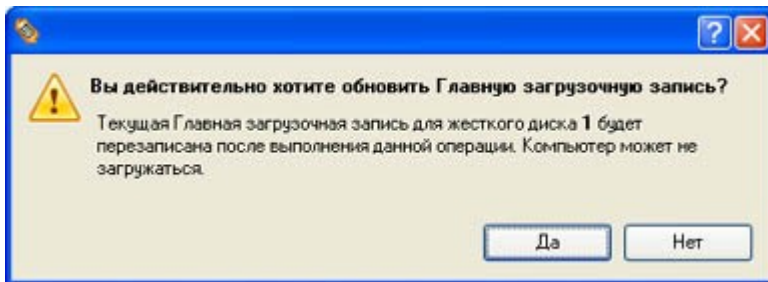 Вы действительно хотите обновить Главную загрузочную запись?
Текущая Главная загрузочная запись для жесткого диска 1 будет
перезаписана после выполнения данной операции. Компьютер может не
загружаться.
Да Нет